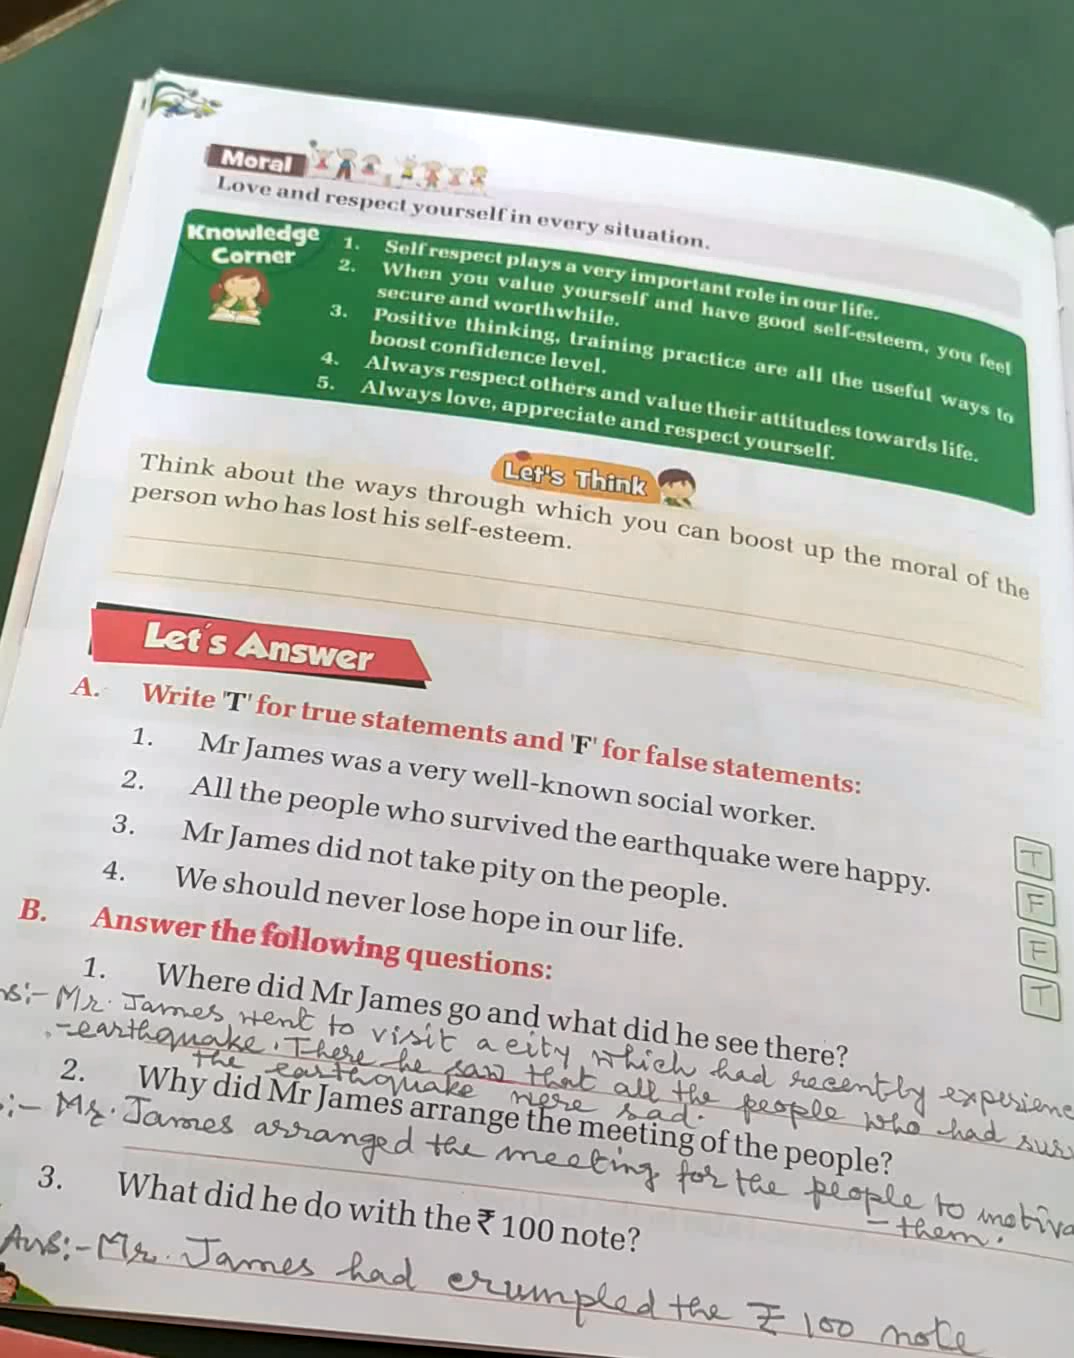 Moral
Love and respect yourself in every situation.
Knowledge
Corner
1. Self respect plays a very important role in our life.
2. When you value yourself and have good self-esteem, you feel
secure and worthwhile.
3. Positive thinking, training practice are all the useful ways to
boost confidence level.
4. Always respect others and value their attitudes towards life.
5. Always love, appreciate and respect yourself.
Let's Think
Think about the ways through which you can boost up the moral of the
person who has lost his self-esteem.
Let's Answer
A. Write 'T' for true statements and 'F' for false statements:
1. Mr James was a very well-known social worker. T
2. All the people who survived the earthquake were happy. F
3. Mr James did not take pity on the people. F
4. We should never lose hope in our life. T
B. Answer the following questions:
1. Where did Mr James go and what did he see there?
ns:- Mr. James went to visit a city which had recently experienc
-earthquake. There he saw that all the people who had sur
the earthquake were sad.
2. Why did Mr James arrange the meeting of the people?
:- Mr. James arranged the meeting for the people to motiva
- them.
3. What did he do with the ₹ 100 note?
Ans:- Mr. James had crumpled the ₹ 100 note